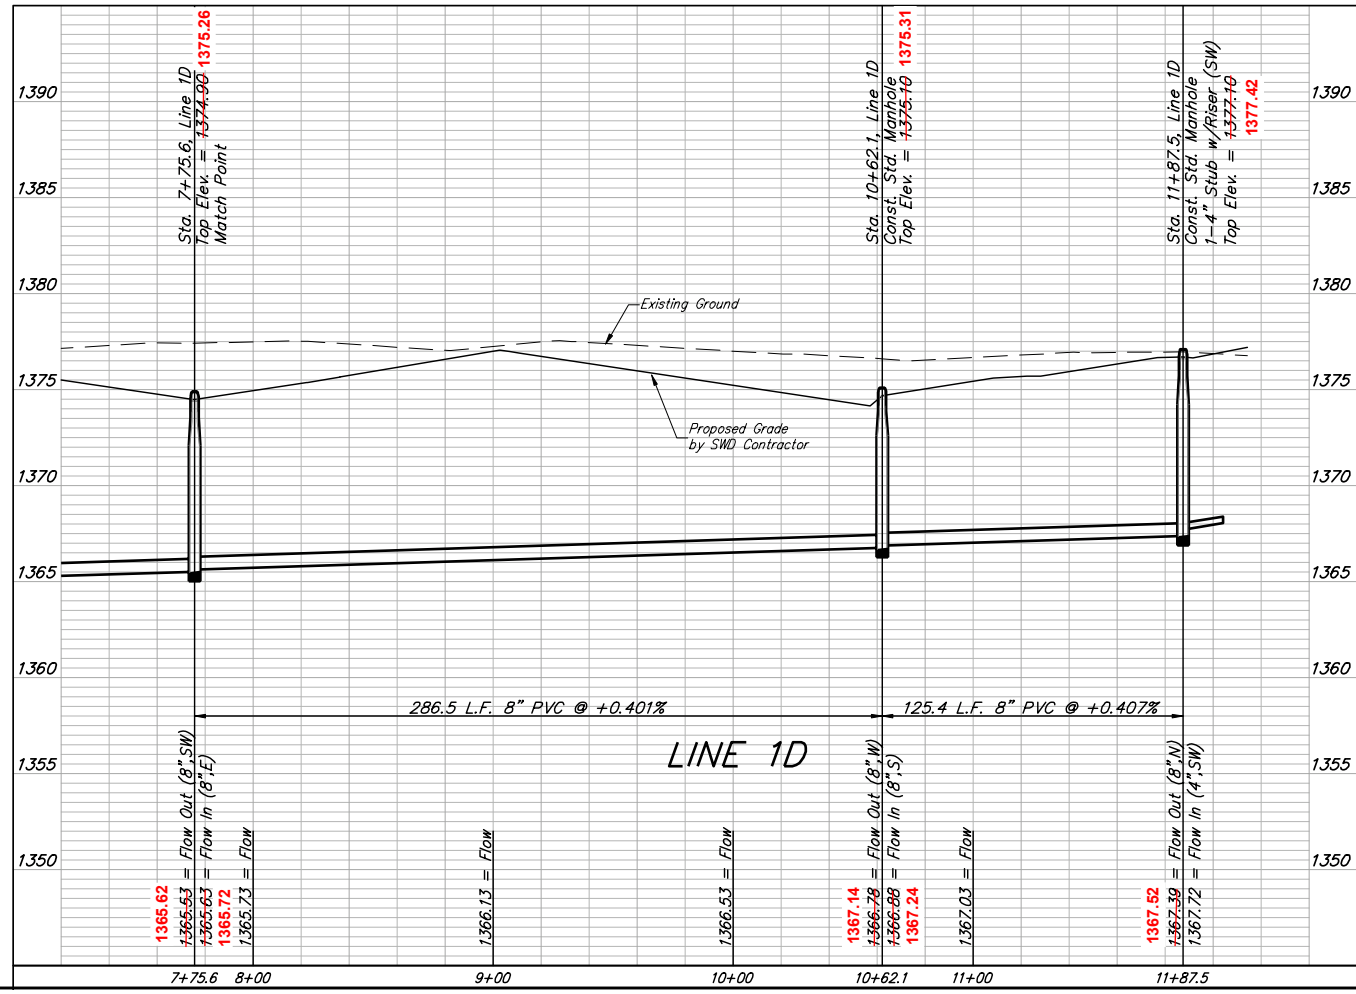 1390
1385
1380
1375
1370
1365
1360
1355
1350
Sta. 7+75.6, Line 1D
Top Elev. = 1374.90 1375.26
Match Point
Sta. 10+62.1, Line 1D
Const. Std. Manhole
Top Elev. = 1375.10 1375.31
Sta. 11+87.5, Line 1D
Const. Std. Manhole
1-4" Stub w/Riser (SW)
Top Elev. = 1377.10
1377.42
1390
1385
1380
1375
1370
1365
1360
1355
1350
Existing Ground
Proposed Grade
by SWD Contractor
286.5 L.F. 8" PVC @ +0.401%
125.4 L.F. 8" PVC @ +0.407%
LINE 1D
1365.62
1365.53 = Flow Out (8",SW)
1365.63 = Flow In (8",E)
1365.72
1365.73 = Flow
1366.13 = Flow
1366.53 = Flow
1367.14
1366.78 = Flow Out (8",W)
1366.88 = Flow In (8",S)
1367.24
1367.03 = Flow
1367.52
1367.39 = Flow Out (8",N)
1367.72 = Flow In (4",SW)
7+75.6 8+00 9+00 10+00 10+62.1 11+00 11+87.5